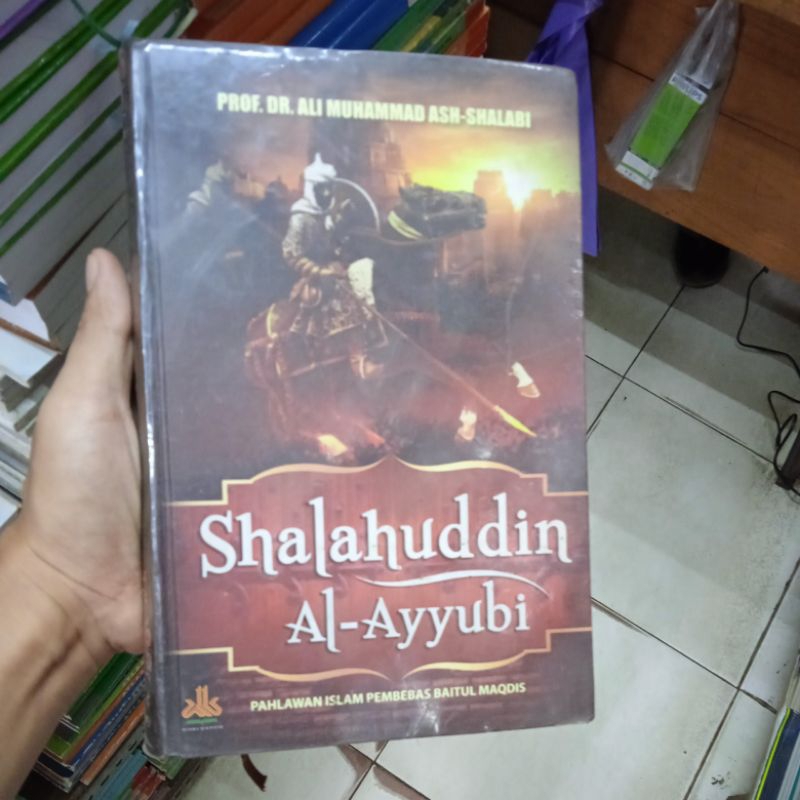 PROF. DR. ALI MUHAMMAD ASH-SHALABI
Shalahuddin
Al-Ayyubi
PAHLAWAN ISLAM PEMBEBAS BAITUL MAQDIS